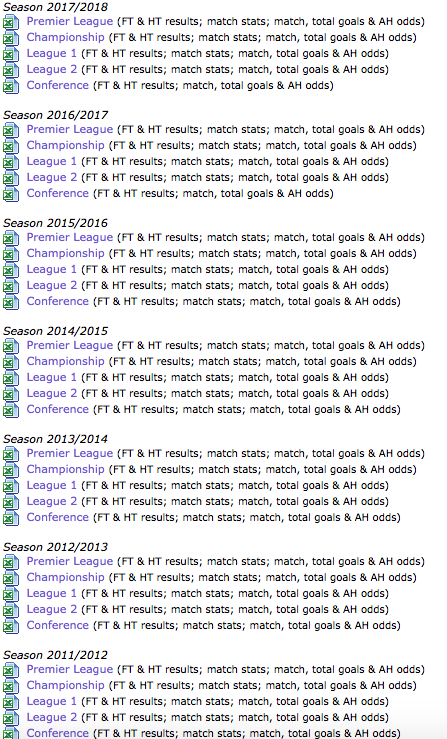 Season 2017/2018
Premier League (FT & HT results; match stats; match, total goals & AH odds)
Championship (FT & HT results; match stats; match, total goals & AH odds)
League 1 (FT & HT results; match stats; match, total goals & AH odds)
League 2 (FT & HT results; match stats; match, total goals & AH odds)
Conference (FT & HT results; match, total goals & AH odds)
Season 2016/2017
Premier League (FT & HT results; match stats; match, total goals & AH odds)
Championship (FT & HT results; match stats; match, total goals & AH odds)
League 1 (FT & HT results; match stats; match, total goals & AH odds)
League 2 (FT & HT results; match stats; match, total goals & AH odds)
Conference (FT & HT results; match, total goals & AH odds)
Season 2015/2016
Premier League (FT & HT results; match stats; match, total goals & AH odds)
Championship (FT & HT results; match stats; match, total goals & AH odds)
League 1 (FT & HT results; match stats; match, total goals & AH odds)
League 2 (FT & HT results; match stats; match, total goals & AH odds)
Conference (FT & HT results; match stats; match, total goals & AH odds)
Season 2014/2015
Premier League (FT & HT results; match stats; match, total goals & AH odds)
Championship (FT & HT results; match stats; match, total goals & AH odds)
League 1 (FT & HT results; match stats; match, total goals & AH odds)
League 2 (FT & HT results; match stats; match, total goals & AH odds)
Conference (FT & HT results; match stats; match, total goals & AH odds)
Season 2013/2014
Premier League (FT & HT results; match stats; match, total goals & AH odds)
Championship (FT & HT results; match stats; match, total goals & AH odds)
League 1 (FT & HT results; match stats; match, total goals & AH odds)
League 2 (FT & HT results; match stats; match, total goals & AH odds)
Conference (FT & HT results; match stats; match, total goals & AH odds)
Season 2012/2013
Premier League (FT & HT results; match stats; match, total goals & AH odds)
Championship (FT & HT results; match stats; match, total goals & AH odds)
League 1 (FT & HT results; match stats; match, total goals & AH odds)
League 2 (FT & HT results; match stats; match, total goals & AH odds)
Conference (FT & HT results; match stats; match, total goals & AH odds)
Season 2011/2012
Premier League (FT & HT results; match stats; match, total goals & AH odds)
Championship (FT & HT results; match stats; match, total goals & AH odds)
League 1 (FT & HT results; match stats; match, total goals & AH odds)
League 2 (FT & HT results; match stats; match, total goals & AH odds)
Conference (FT & HT results; match stats; match, total goals & AH odds)